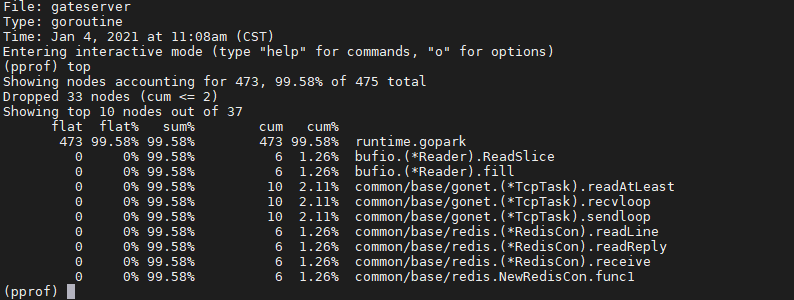 File: gateserver
Type: goroutine
Time: Jan 4, 2021 at 11:08am (CST)
Entering interactive mode (type "help" for commands, "o" for options)
(pprof) top
Showing nodes accounting for 473, 99.58% of 475 total
Dropped 33 nodes (cum <= 2)
Showing top 10 nodes out of 37
flat flat% sum% cum cum%
473 99.58% 99.58% 473 99.58% runtime.gopark
0 0% 99.58% 6 1.26% bufio.(*Reader).ReadSlice
0 0% 99.58% 6 1.26% bufio.(*Reader).fill
0 0% 99.58% 10 2.11% common/base/gonet.(*TcpTask).readAtLeast
0 0% 99.58% 10 2.11% common/base/gonet.(*TcpTask).recvloop
0 0% 99.58% 10 2.11% common/base/gonet.(*TcpTask).sendloop
0 0% 99.58% 6 1.26% common/base/redis.(*RedisCon).readLine
0 0% 99.58% 6 1.26% common/base/redis.(*RedisCon).readReply
0 0% 99.58% 6 1.26% common/base/redis.(*RedisCon).receive
0 0% 99.58% 6 1.26% common/base/redis.NewRedisCon.func1
(pprof)